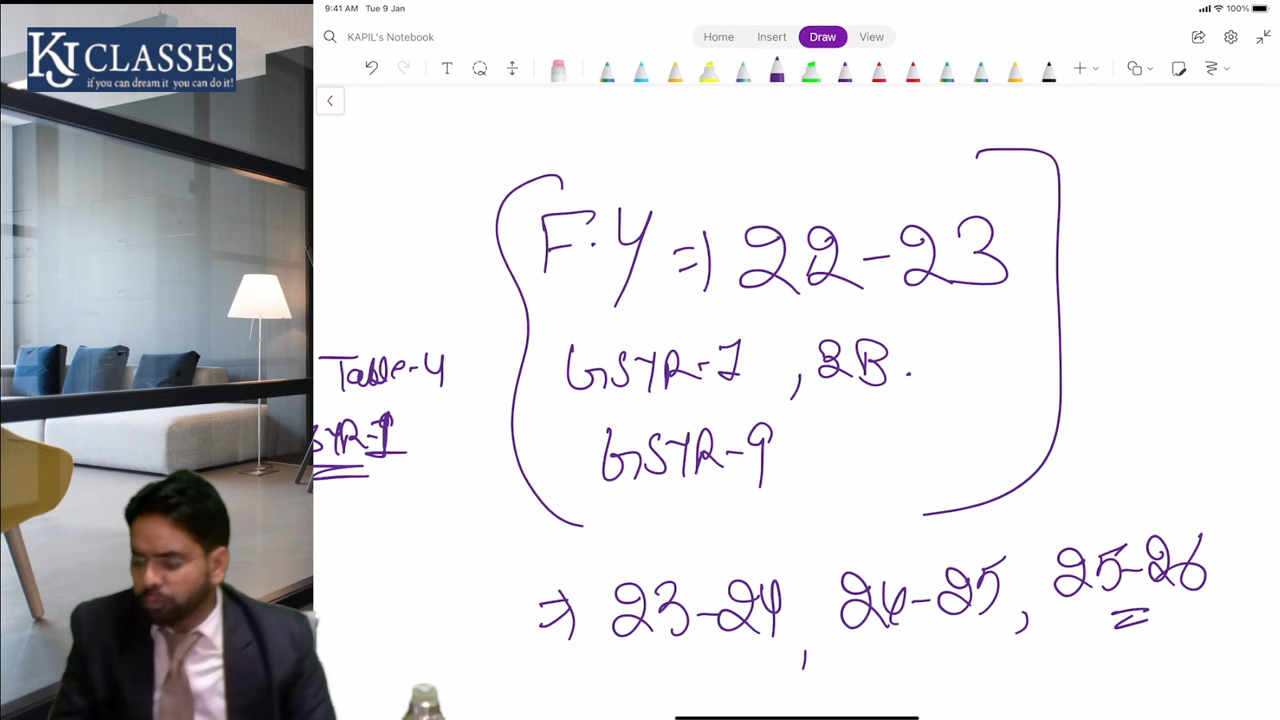 KJ CLASSES
if you can dream it you can do it!
9:41 AM Tue 9 Jan
100%
KAPIL's Notebook
Home Insert Draw View
F.Y ⇒ 22-23
GSTR-1, 3B.
GSTR-9
Table-4
GSTR-1
⇒ 23-24, 24-25, 25-26